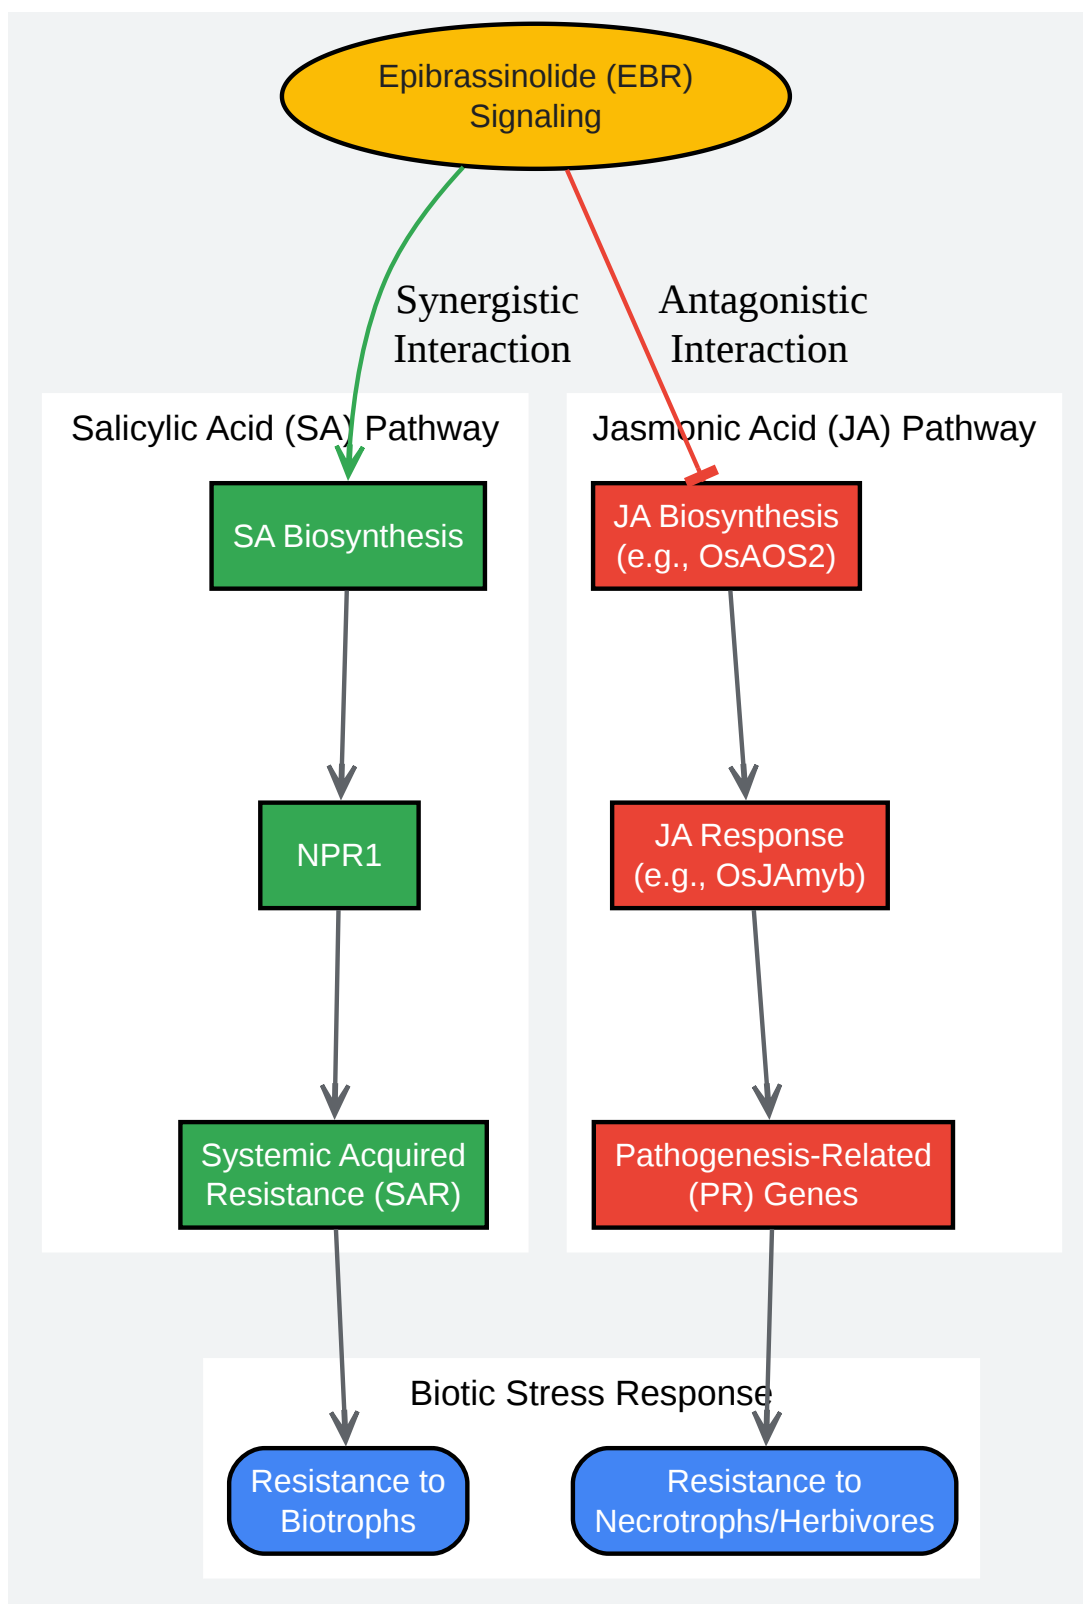 Epibrassinolide (EBR)
Signaling
Synergistic
Interaction
Antagonistic
Interaction
Salicylic Acid (SA) Pathway
SA Biosynthesis
NPR1
Systemic Acquired
Resistance (SAR)
Jasmonic Acid (JA) Pathway
JA Biosynthesis
(e.g., OsAOS2)
JA Response
(e.g., OsJAmyb)
Pathogenesis-Related
(PR) Genes
Biotic Stress Response
Resistance to
Biotrophs
Resistance to
Necrotrophs/Herbivores